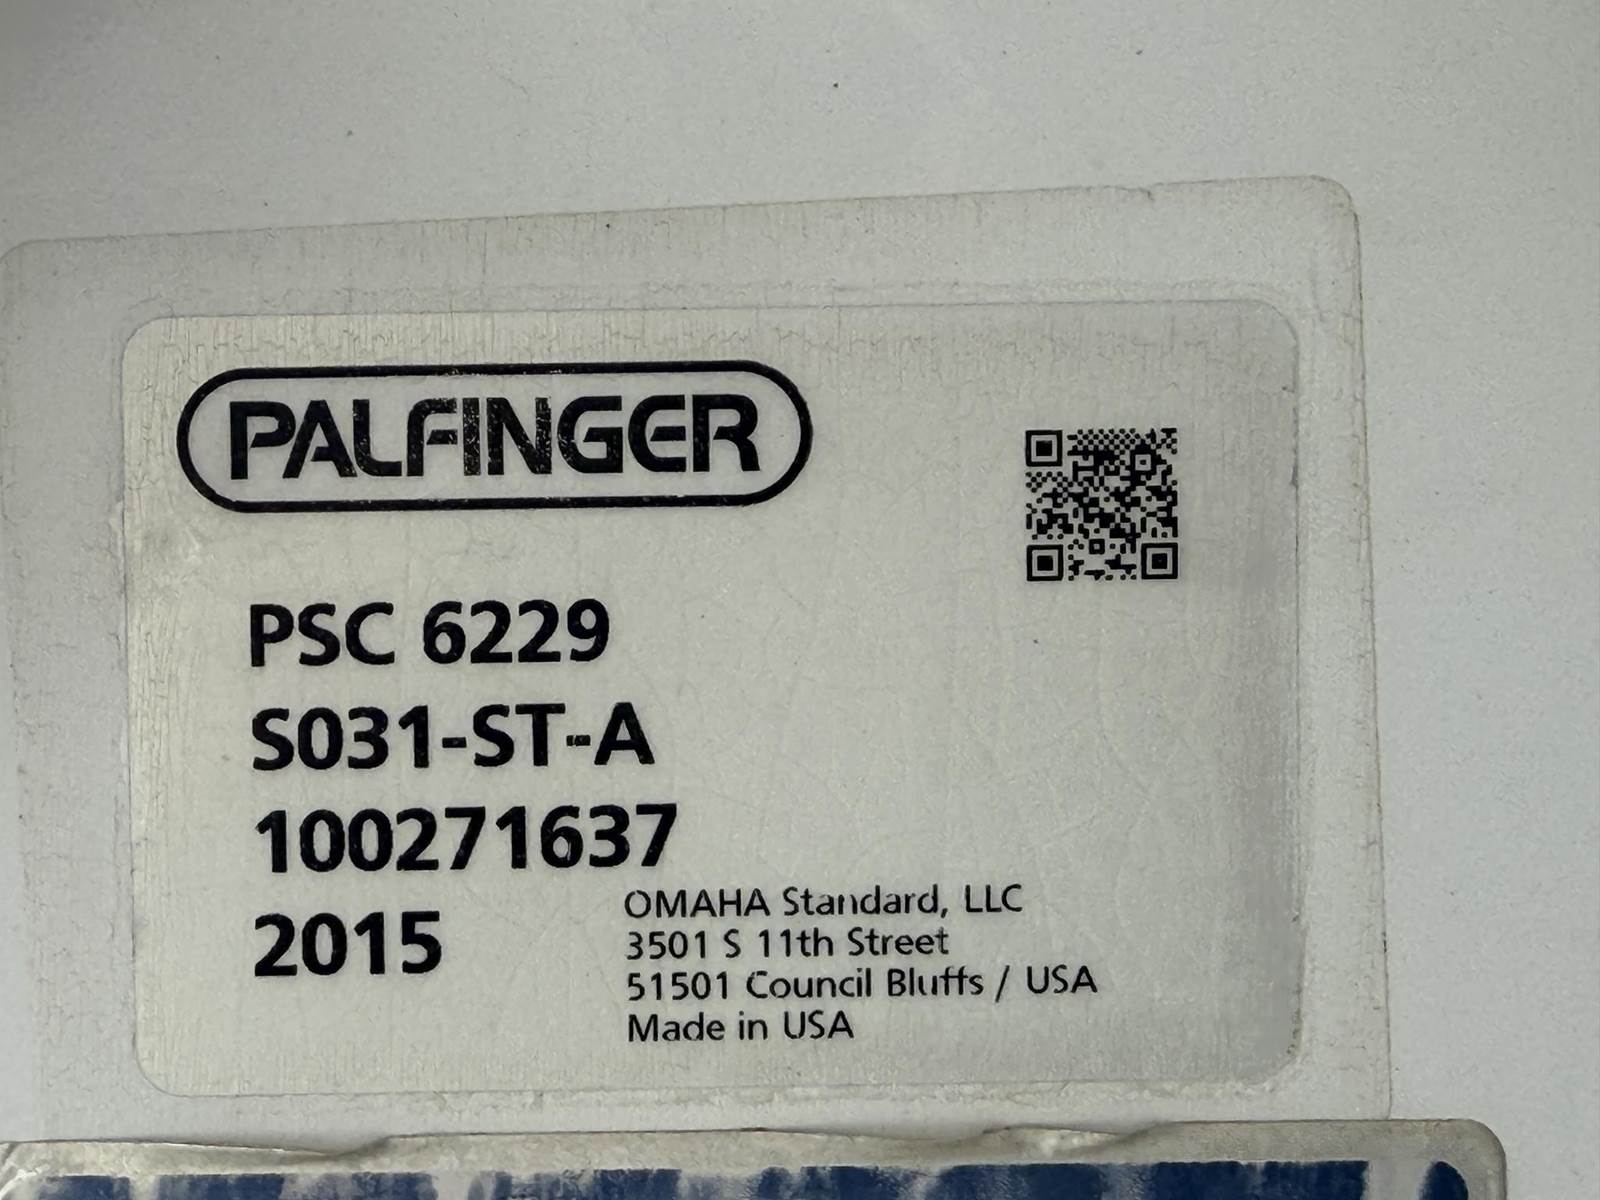 PALFINGER
PSC 6229
S031-ST-A
100271637
2015
OMAHA Standard, LLC
3501 S 11th Street
51501 Council Bluffs / USA
Made in USA